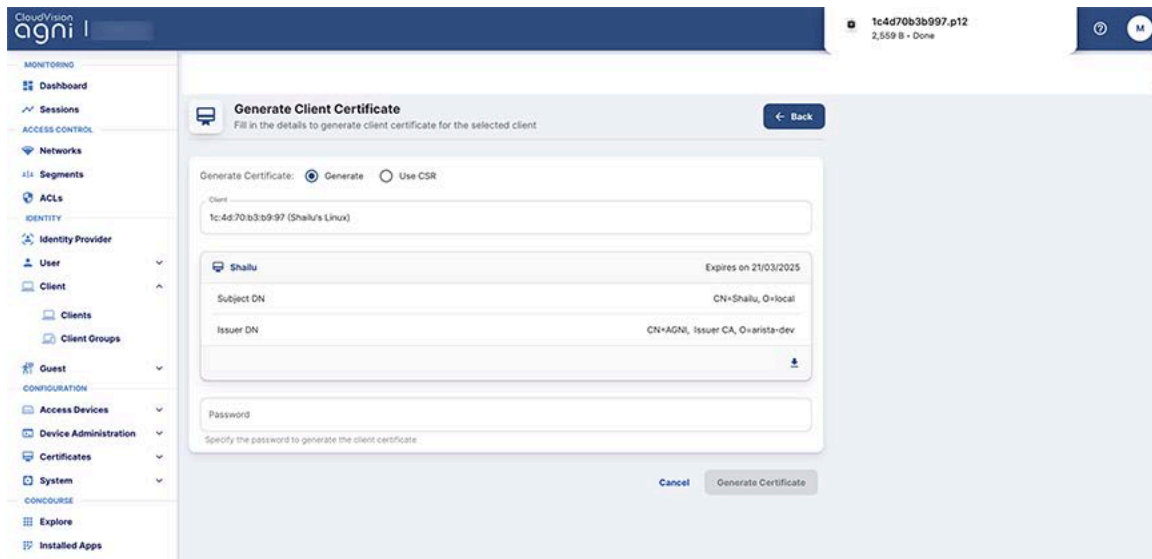 CloudVision
agni |
1c4d70b3b997.p12
2,559 B • Done
M
MONITORING
Dashboard
Sessions
ACCESS CONTROL
Networks
Segments
ACLs
IDENTITY
Identity Provider
User
Client
Clients
Client Groups
Guest
CONFIGURATION
Access Devices
Device Administration
Certificates
System
CONCOURSE
Explore
Installed Apps
Generate Client Certificate
Fill in the details to generate client certificate for the selected client
← Back
Generate Certificate: Generate Use CSR
Client
1c:4d:70:b3:b9:97 (Shailu's Linux)
Shailu Expires on 21/03/2025
Subject DN CN=Shailu, O=local
Issuer DN CN=AGNI, Issuer CA, O=arista-dev
Password
Specify the password to generate the client certificate
Cancel Generate Certificate